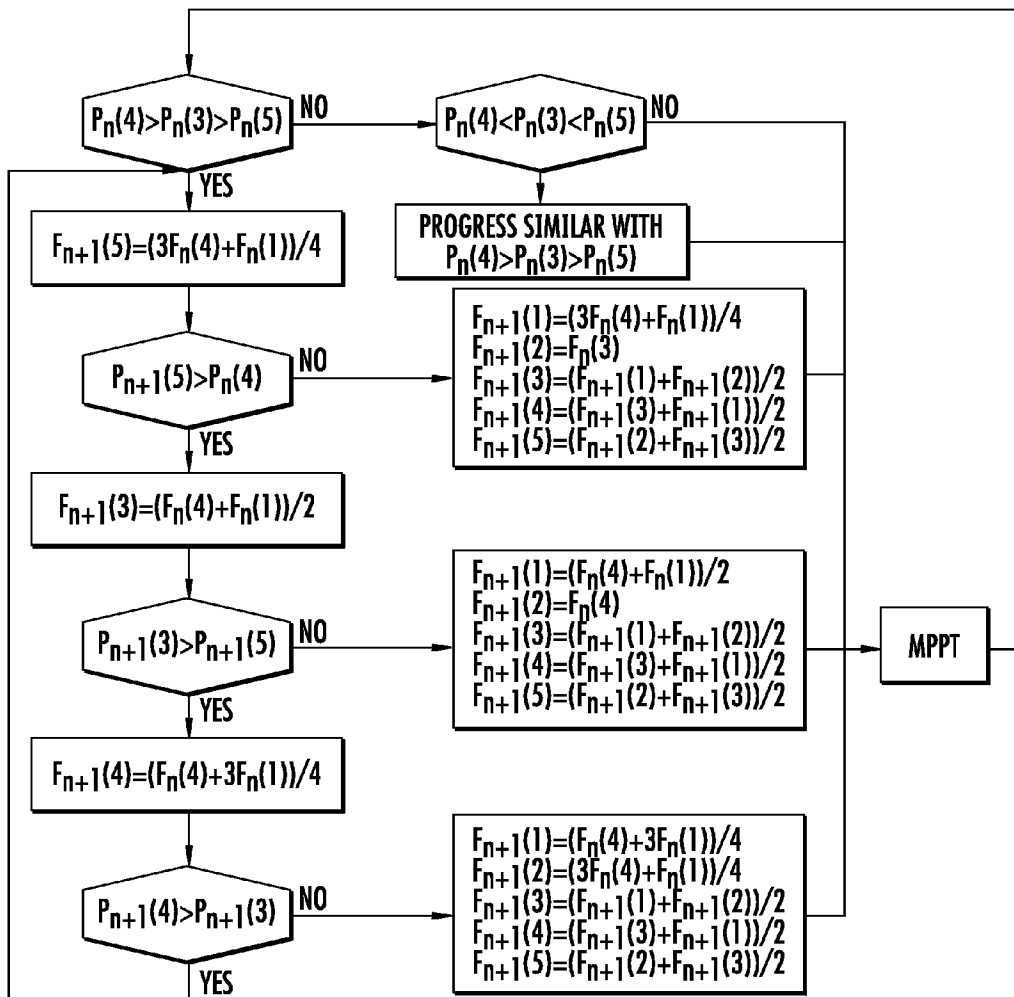 Pn(4)>Pn(3)>Pn(5)
NO
Pn(4)<Pn(3)<Pn(5)
NO
YES
Fn+1(5)=(3Fn(4)+Fn(1))/4
PROGRESS SIMILAR WITH
Pn(4)>Pn(3)>Pn(5)
Pn+1(5)>Pn(4)
NO
Fn+1(1)=(3Fn(4)+Fn(1))/4
Fn+1(2)=Fn(3)
Fn+1(3)=(Fn+1(1)+Fn+1(2))/2
Fn+1(4)=(Fn+1(3)+Fn+1(1))/2
Fn+1(5)=(Fn+1(2)+Fn+1(3))/2
YES
Fn+1(3)=(Fn(4)+Fn(1))/2
Pn+1(3)>Pn+1(5)
NO
Fn+1(1)=(Fn(4)+Fn(1))/2
Fn+1(2)=Fn(4)
Fn+1(3)=(Fn+1(1)+Fn+1(2))/2
Fn+1(4)=(Fn+1(3)+Fn+1(1))/2
Fn+1(5)=(Fn+1(2)+Fn+1(3))/2
MPPT
YES
Fn+1(4)=(Fn(4)+3Fn(1))/4
Pn+1(4)>Pn+1(3)
NO
Fn+1(1)=(Fn(4)+3Fn(1))/4
Fn+1(2)=(3Fn(4)+Fn(1))/4
Fn+1(3)=(Fn+1(1)+Fn+1(2))/2
Fn+1(4)=(Fn+1(3)+Fn+1(1))/2
Fn+1(5)=(Fn+1(2)+Fn+1(3))/2
YES